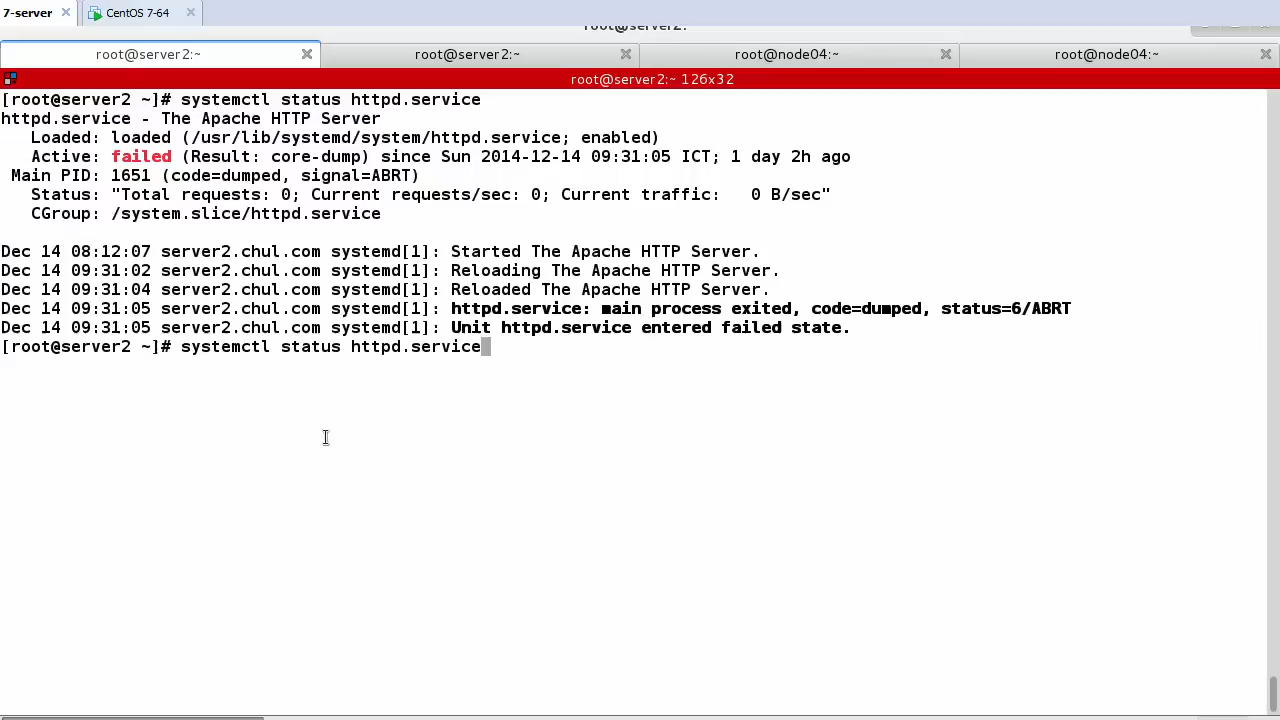 7-server
CentOS 7-64
root@server2:
root@server2:~
root@server2:~
root@node04:~
root@node04:~
root@server2:~ 126x32
[root@server2 ~]# systemctl status httpd.service
httpd.service - The Apache HTTP Server
   Loaded: loaded (/usr/lib/systemd/system/httpd.service; enabled)
   Active: failed (Result: core-dump) since Sun 2014-12-14 09:31:05 ICT; 1 day 2h ago
 Main PID: 1651 (code=dumped, signal=ABRT)
   Status: "Total requests: 0; Current requests/sec: 0; Current traffic:   0 B/sec"
   CGroup: /system.slice/httpd.service
Dec 14 08:12:07 server2.chul.com systemd[1]: Started The Apache HTTP Server.
Dec 14 09:31:02 server2.chul.com systemd[1]: Reloading The Apache HTTP Server.
Dec 14 09:31:04 server2.chul.com systemd[1]: Reloaded The Apache HTTP Server.
Dec 14 09:31:05 server2.chul.com systemd[1]: httpd.service: main process exited, code=dumped, status=6/ABRT
Dec 14 09:31:05 server2.chul.com systemd[1]: Unit httpd.service entered failed state.
[root@server2 ~]# systemctl status httpd.service